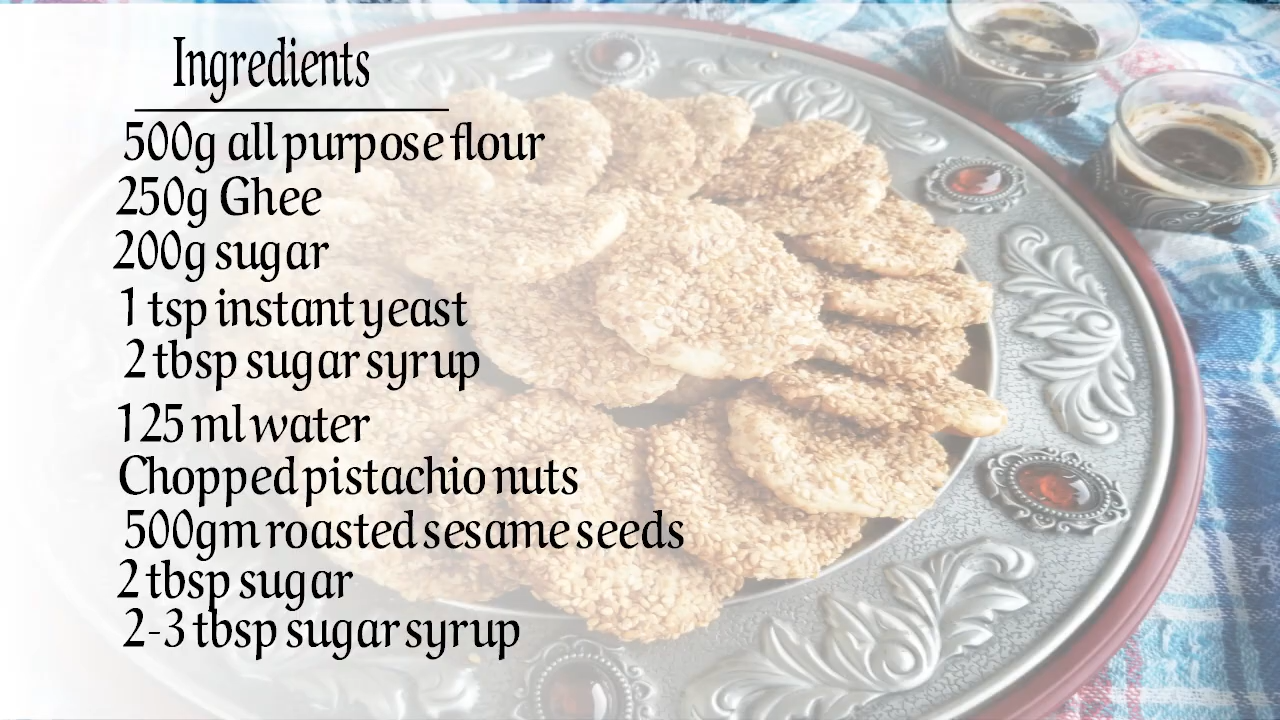 Ingredients
500g all purpose flour
250g Ghee
200g sugar
1 tsp instant yeast
2 tbsp sugar syrup
125 ml water
Chopped pistachio nuts
500gm roasted sesame seeds
2 tbsp sugar
2-3 tbsp sugar syrup